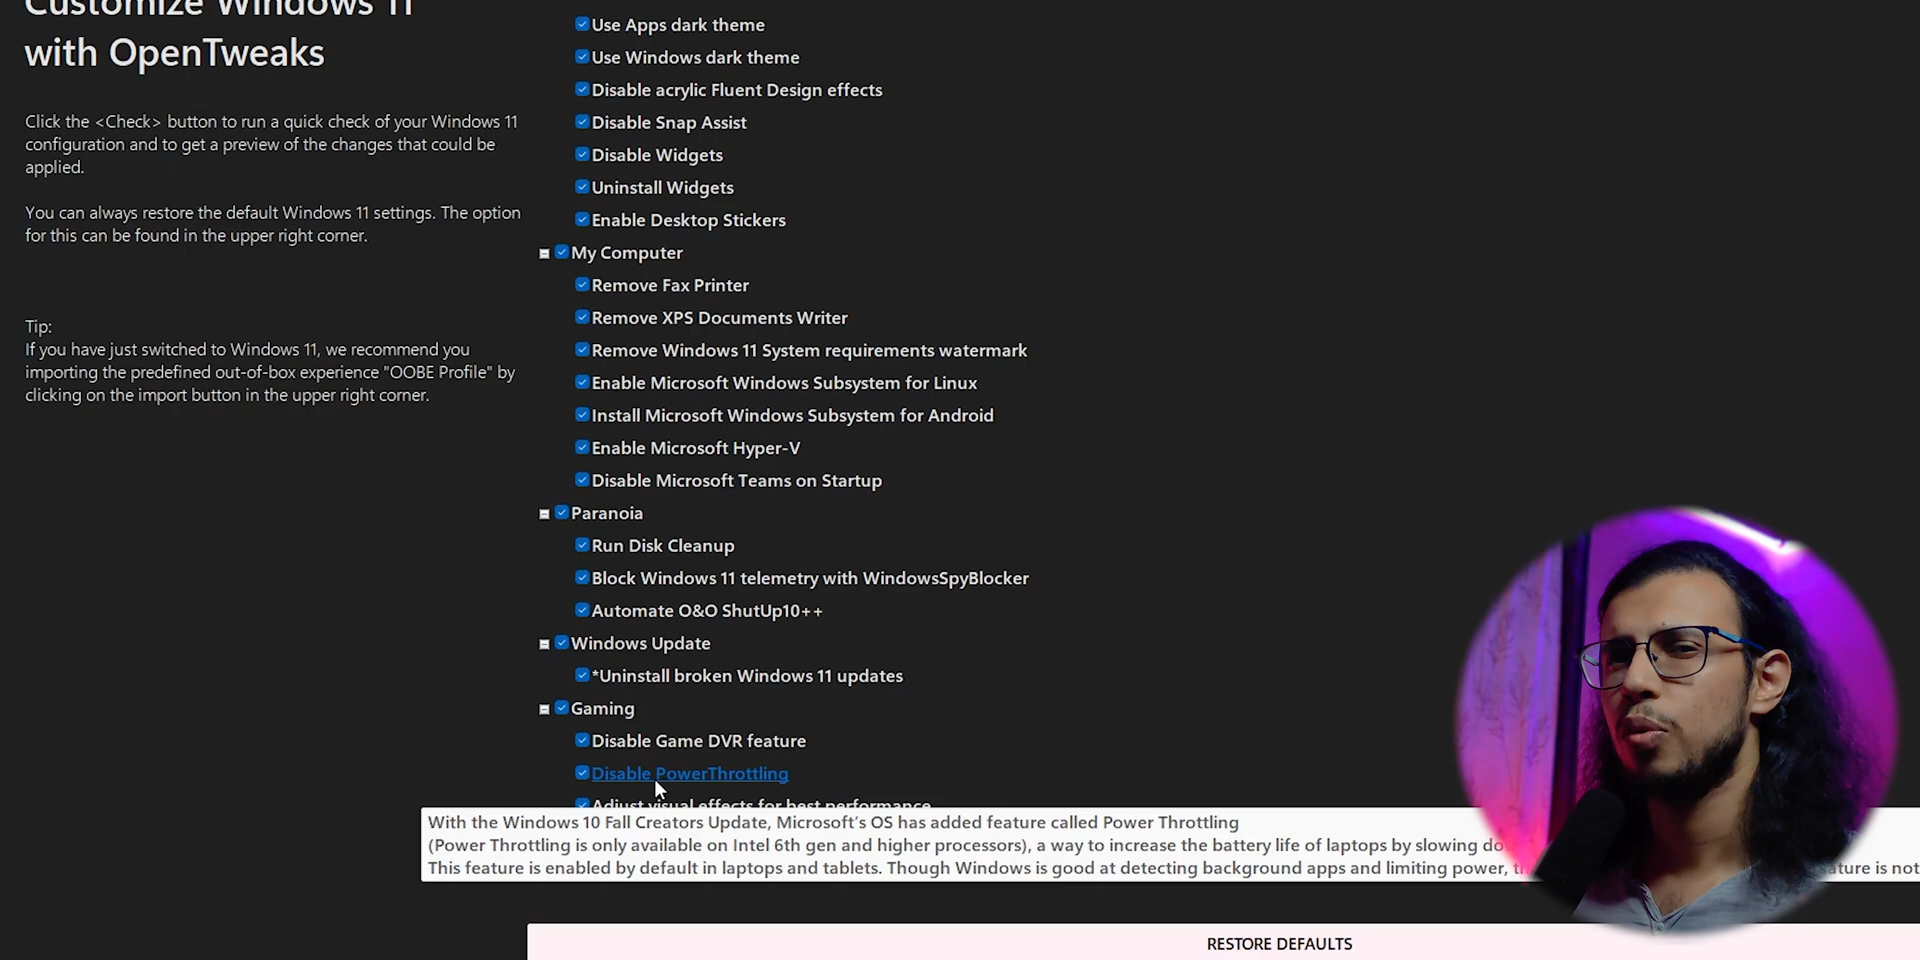 Customize Windows 11
with OpenTweaks
Click the <Check> button to run a quick check of your Windows 11
configuration and to get a preview of the changes that could be
applied.
You can always restore the default Windows 11 settings. The option
for this can be found in the upper right corner.
Tip:
If you have just switched to Windows 11, we recommend you
importing the predefined out-of-box experience "OOBE Profile" by
clicking on the import button in the upper right corner.
Use Apps dark theme
Use Windows dark theme
Disable acrylic Fluent Design effects
Disable Snap Assist
Disable Widgets
Uninstall Widgets
Enable Desktop Stickers
My Computer
Remove Fax Printer
Remove XPS Documents Writer
Remove Windows 11 System requirements watermark
Enable Microsoft Windows Subsystem for Linux
Install Microsoft Windows Subsystem for Android
Enable Microsoft Hyper-V
Disable Microsoft Teams on Startup
Paranoia
Run Disk Cleanup
Block Windows 11 telemetry with WindowsSpyBlocker
Automate O&O ShutUp10++
Windows Update
*Uninstall broken Windows 11 updates
Gaming
Disable Game DVR feature
Disable PowerThrottling
Adjust visual effects for best performance
With the Windows 10 Fall Creators Update, Microsoft's OS has added feature called Power Throttling
(Power Throttling is only available on Intel 6th gen and higher processors), a way to increase the battery life of laptops by slowing
This feature is enabled by default in laptops and tablets. Though Windows is good at detecting background apps and limiting power, is not
RESTORE DEFAULTS